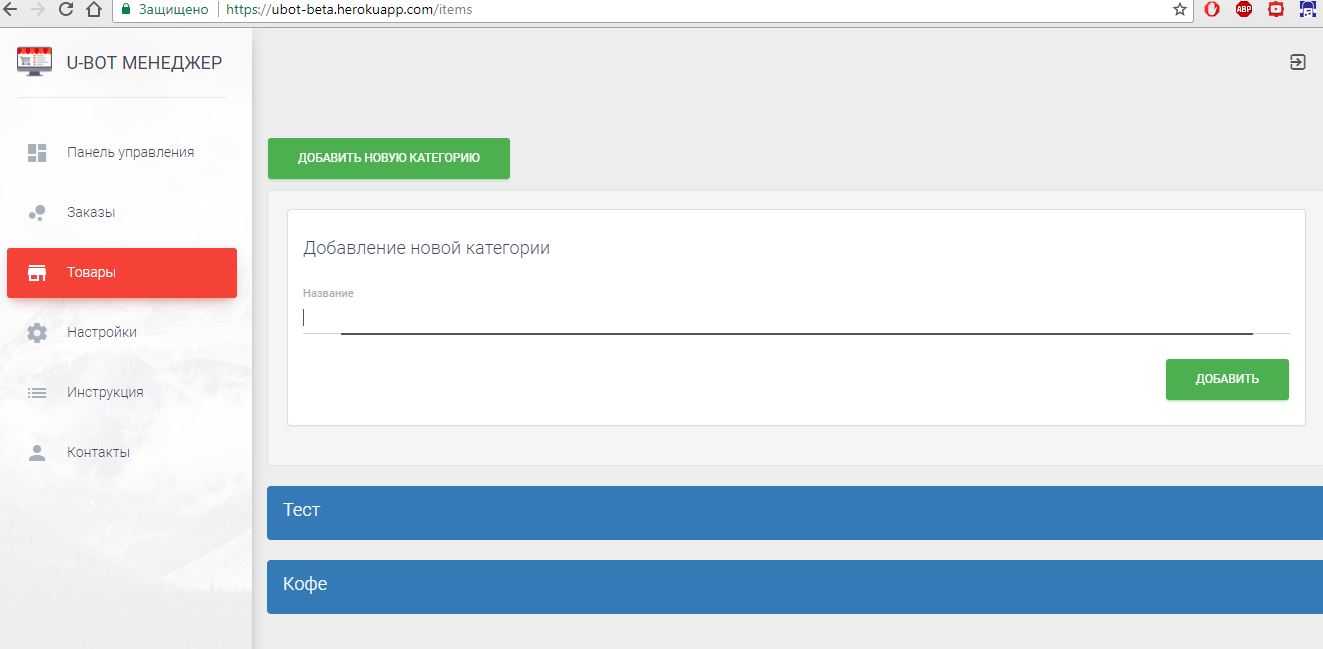 Защищено
https://ubot-beta.herokuapp.com/items
ABP
U-BOT МЕНЕДЖЕР
Панель управления
Заказы
Товары
Настройки
Инструкция
Контакты
ДОБАВИТЬ НОВУЮ КАТЕГОРИЮ
Добавление новой категории
Название
ДОБАВИТЬ
Тест
Кофе